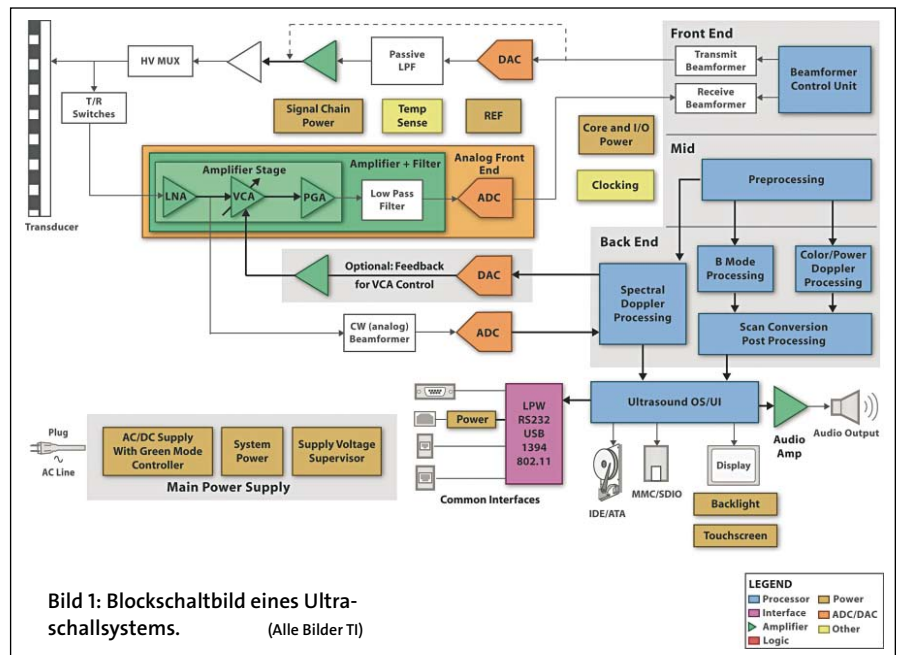 Front End
HV MUX
Passive
LPF
DAC
Transmit
Beamformer
Beamformer
Control Unit
T/R
Switches
Receive
Beamformer
Signal Chain
Power
Temp
Sense
REF
Core and I/O
Power
Mid
Amplifier + Filter
Analog Front
End
Amplifier Stage
LNA
VCA
PGA
Low Pass
Filter
ADC
Clocking
Preprocessing
Transducer
Back End
Optional: Feedback
for VCA Control
DAC
Spectral
Doppler
Processing
B Mode
Processing
Color/Power
Doppler
Processing
CW (analog)
Beamformer
ADC
Scan Conversion
Post Processing
Plug
AC Line
AC/DC Supply
With Green Mode
Controller
System
Power
Supply Voltage
Supervisor
Main Power Supply
Power
LPW
RS232
USB
1394
802.11
Common Interfaces
Ultrasound OS/UI
Audio
Amp
Audio Output
IDE/ATA
MMC/SDIO
Display
Backlight
Touchscreen
Bild 1: Blockschaltbild eines Ultra-
schallsystems. (Alle Bilder TI)
LEGEND
Processor
Power
Interface
ADC/DAC
Amplifier
Other
Logic